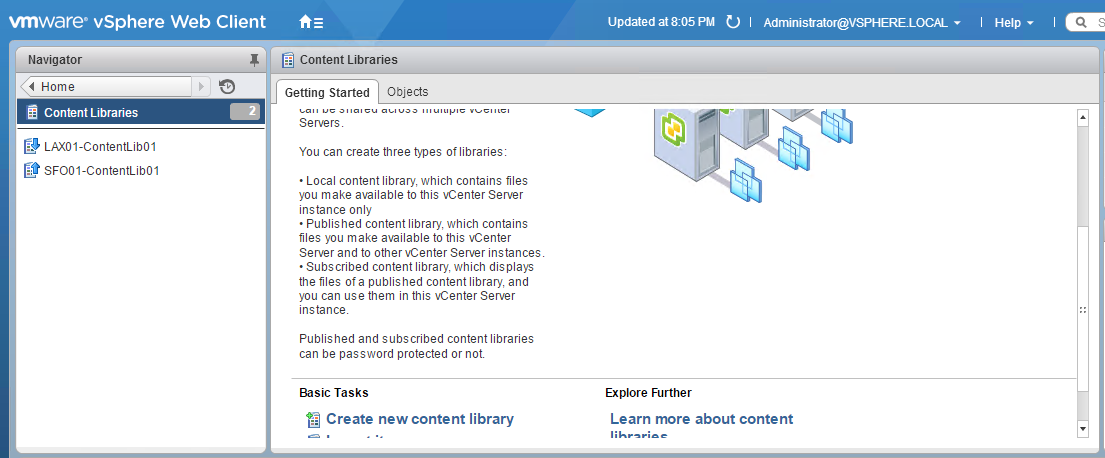 vmware® vSphere Web Client
Updated at 8:05 PM
Administrator@VSPHERE.LOCAL
Help
Navigator
Home
Content Libraries
2
LAX01-ContentLib01
SFO01-ContentLib01
Content Libraries
Getting Started
Objects
can be shared across multiple vCenter
Servers.
You can create three types of libraries:
• Local content library, which contains files
you make available to this vCenter Server
instance only
• Published content library, which contains
files you make available to this vCenter
Server and to other vCenter Server instances.
• Subscribed content library, which displays
the files of a published content library, and
you can use them in this vCenter Server
instance.
Published and subscribed content libraries
can be password protected or not.
Basic Tasks
Create new content library
Explore Further
Learn more about content
libraries